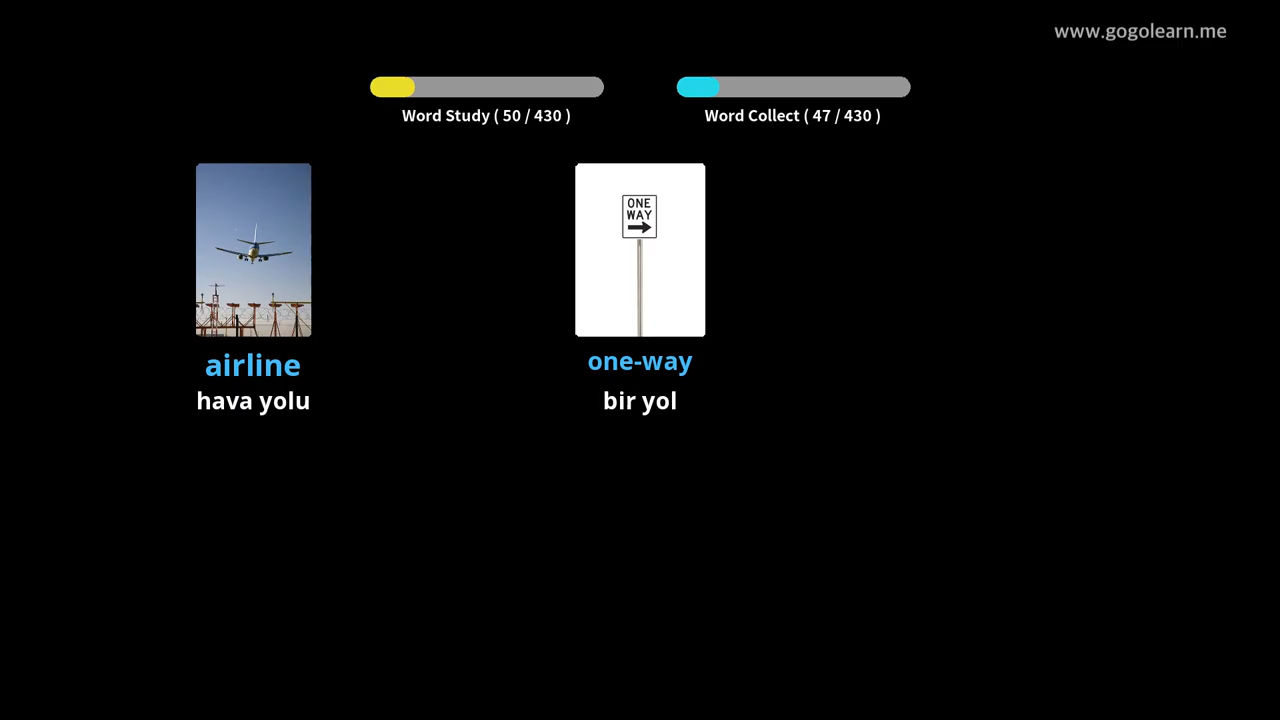 www.gogolearn.me
Word Study ( 50 / 430 )
Word Collect ( 47 / 430 )
ONE
WAY
airline
one-way
hava yolu
bir yol